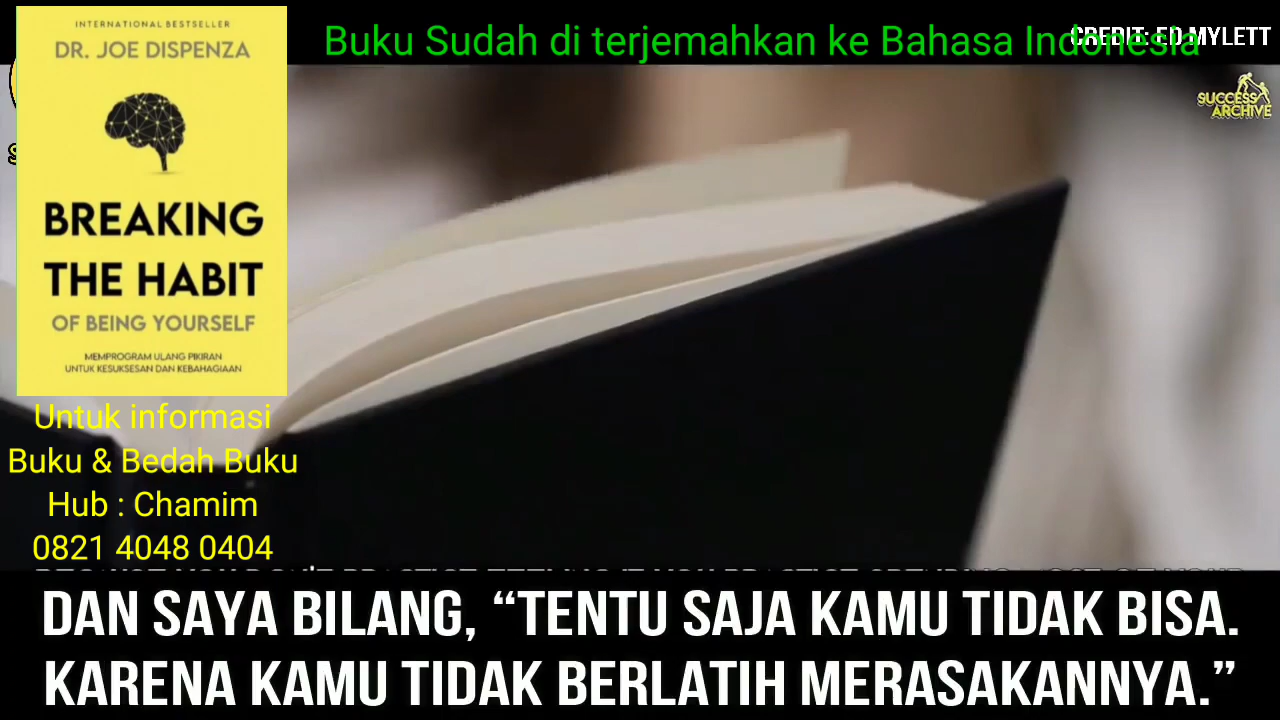 INTERNATIONAL BESTSELLER
DR. JOE DISPENZA
BREAKING
THE HABIT
OF BEING YOURSELF
MEMPROGRAM ULANG PIKIRAN
UNTUK KESUKSESAN DAN KEBAHAGIAAN
Buku Sudah di terjemahkan ke Bahasa Indonesia
CREDIT: ED MYLETT
SUCCESS
ARCHIVE
Untuk informasi
Buku & Bedah Buku
Hub : Chamim
0821 4048 0404
DAN SAYA BILANG, “TENTU SAJA KAMU TIDAK BISA.
KARENA KAMU TIDAK BERLATIH MERASAKANNYA.”